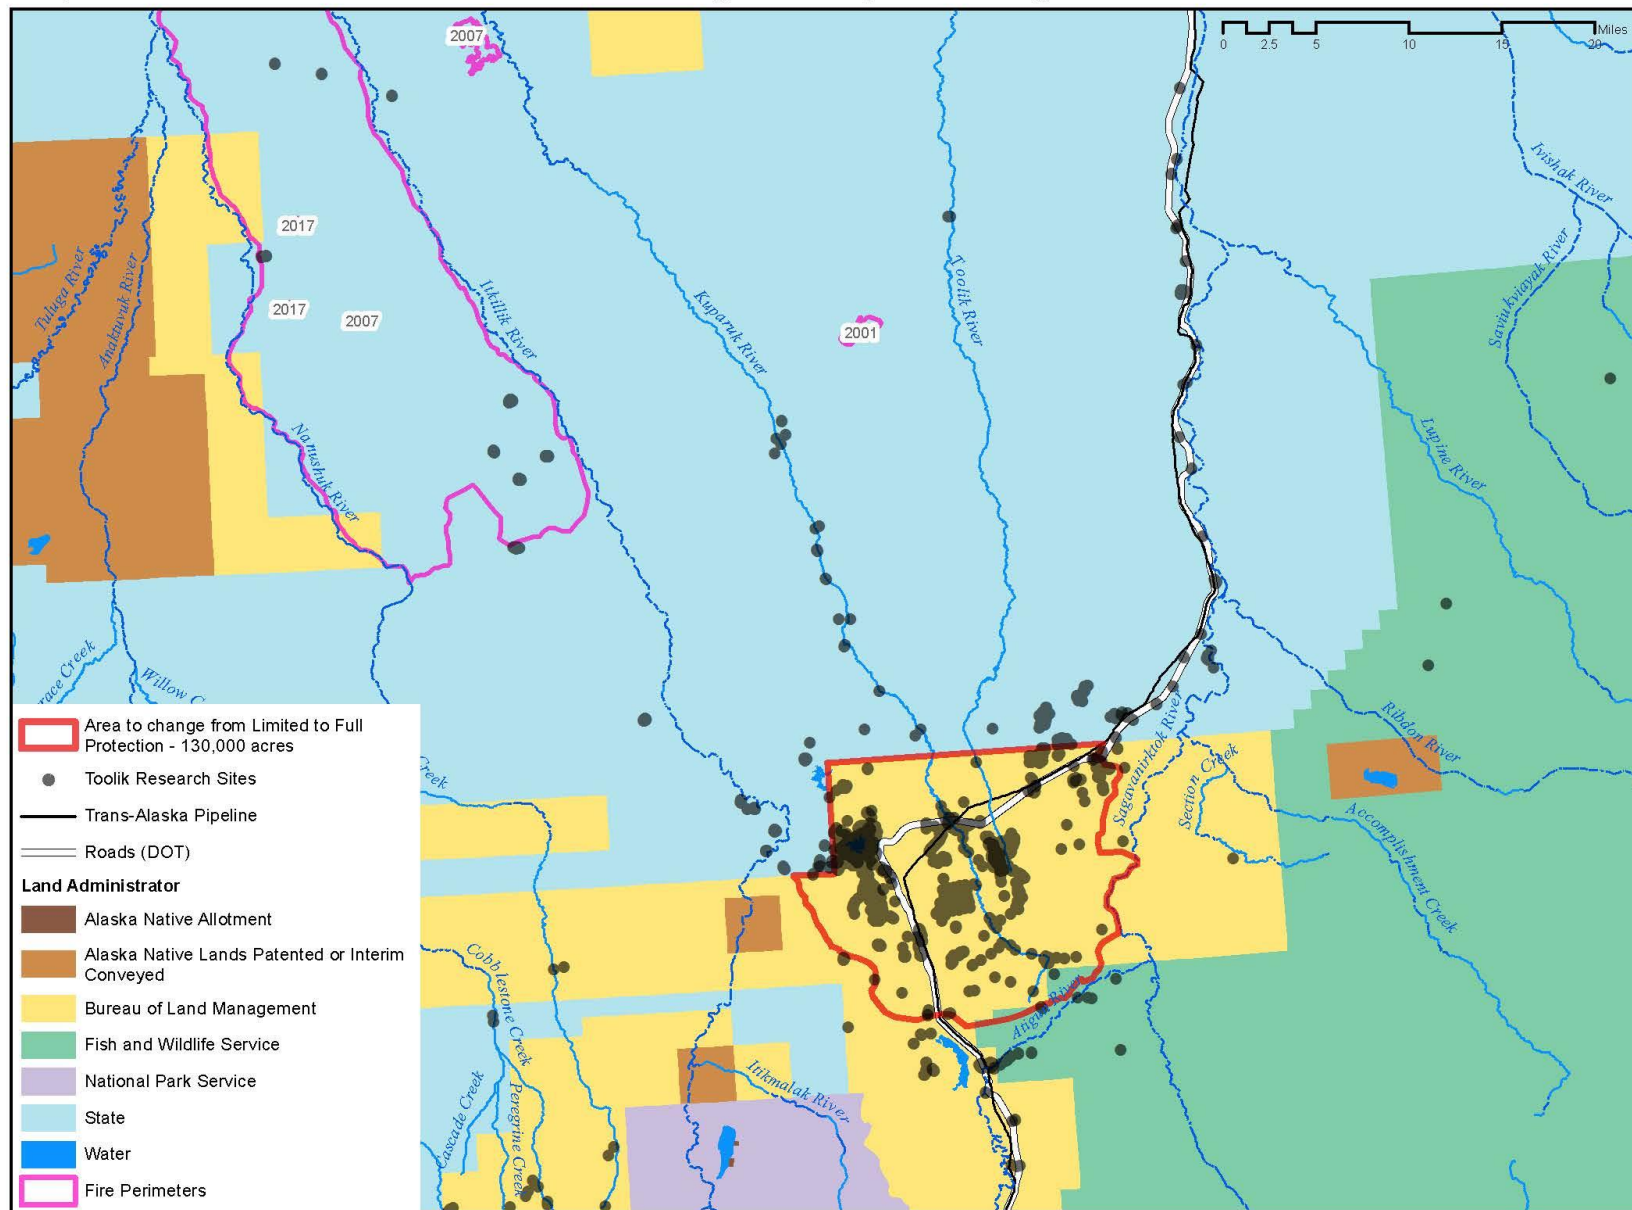 2007
0 2.5 5 10 15 20 Miles
Ivishak River
2017
Tuluga River
Anaktuvuk River
Itkillik River
Kuparuk River
Toolik River
Saviukviayak River
2017
2007
2001
Nanushuk River
Lupine River
race Creek
Willow C
Ribdon River
Sagavanirktok River
Section Creek
Creek
Accomplishment Creek
Area to change from Limited to Full
Protection - 130,000 acres
Toolik Research Sites
Trans-Alaska Pipeline
Roads (DOT)
Land Administrator
Alaska Native Allotment
Alaska Native Lands Patented or Interim
Conveyed
Bureau of Land Management
Fish and Wildlife Service
National Park Service
State
Water
Fire Perimeters
Cobblestone Creek
Atigun River
Itikmalak River
Cascade Creek
Peregrine Creek